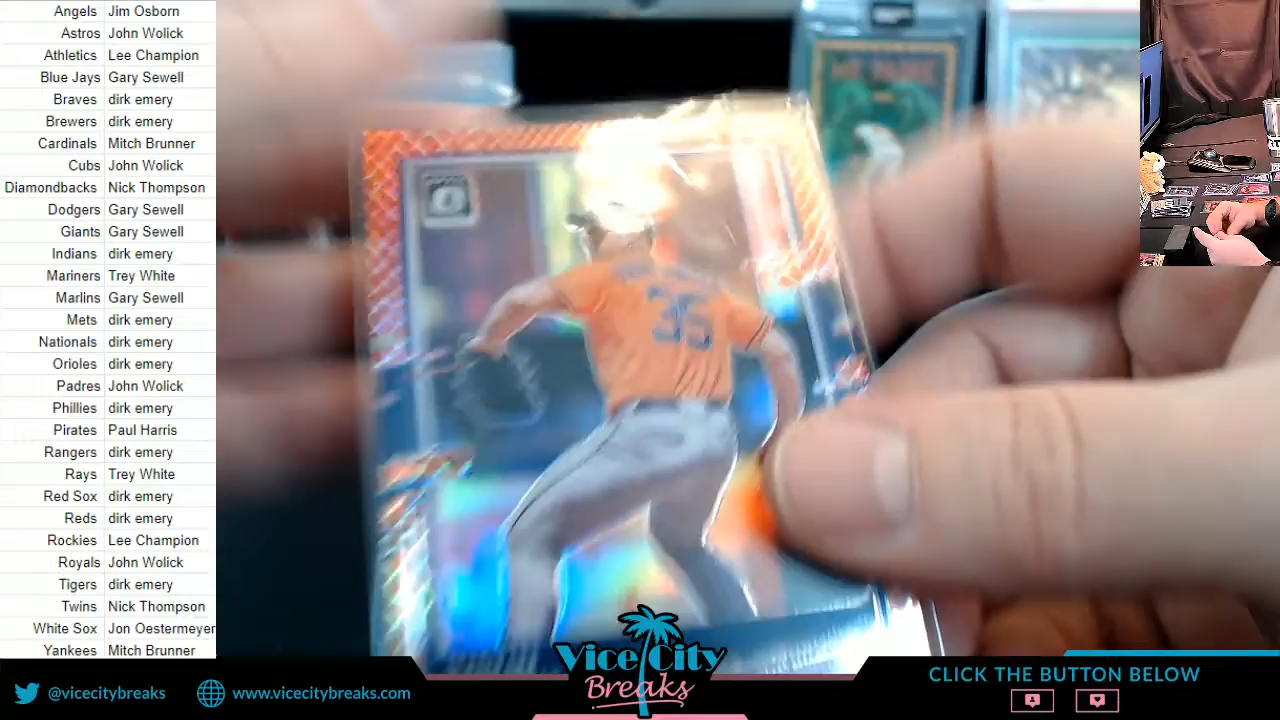 Angels Jim Osborn
Astros John Wolick
Athletics Lee Champion
Blue Jays Gary Sewell
Braves dirk emery
Brewers dirk emery
Cardinals Mitch Brunner
Cubs John Wolick
Diamondbacks Nick Thompson
Dodgers Gary Sewell
Giants Gary Sewell
Indians dirk emery
Mariners Trey White
Marlins Gary Sewell
Mets dirk emery
Nationals dirk emery
Orioles dirk emery
Padres John Wolick
Phillies dirk emery
Pirates Paul Harris
Rangers dirk emery
Rays Trey White
Red Sox dirk emery
Reds dirk emery
Rockies Lee Champion
Royals John Wolick
Tigers dirk emery
Twins Nick Thompson
White Sox Jon Oestermeyer
Yankees Mitch Brunner
35
Vice City
Breaks
@vicecitybreaks
www.vicecitybreaks.com
CLICK THE BUTTON BELOW